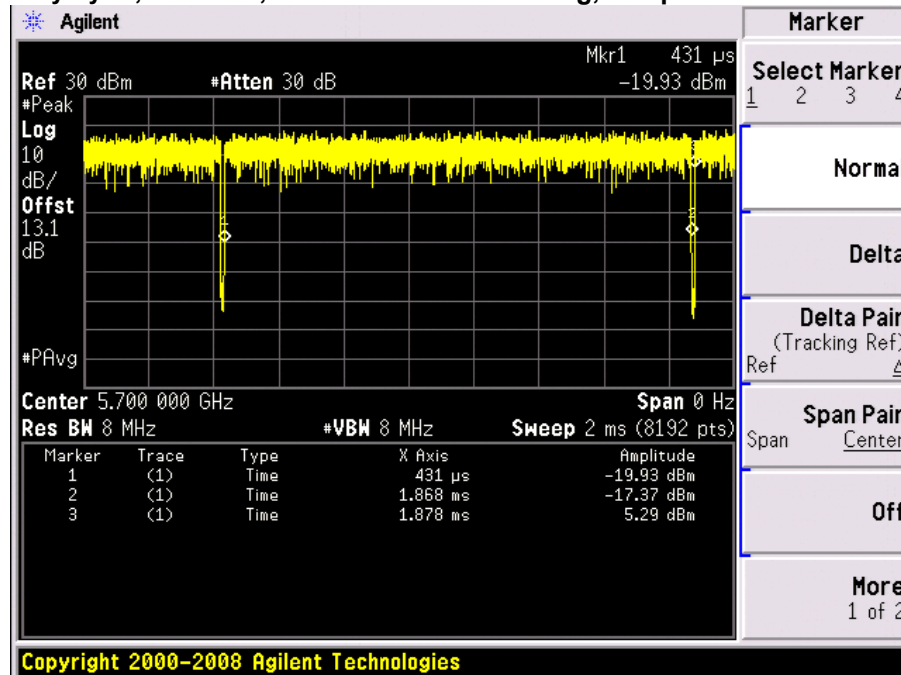 Agilent
Marker
Mkr1 431 µs
Ref 30 dBm #Atten 30 dB -19.93 dBm
#Peak
Log
10
dB/
Offst
13.1
dB
#PAvg
Center 5.700 000 GHz Span 0 Hz
Res BW 8 MHz #VBW 8 MHz Sweep 2 ms (8192 pts)
Marker Trace Type X Axis Amplitude
1 (1) Time 431 µs -19.93 dBm
2 (1) Time 1.868 ms -17.37 dBm
3 (1) Time 1.878 ms 5.29 dBm
Select Marker
1 2 3 4
Norma
Delta
Delta Pair
(Tracking Ref)
Ref
Span Pair
Span Center
Off
More
1 of 2
Copyright 2000-2008 Agilent Technologies